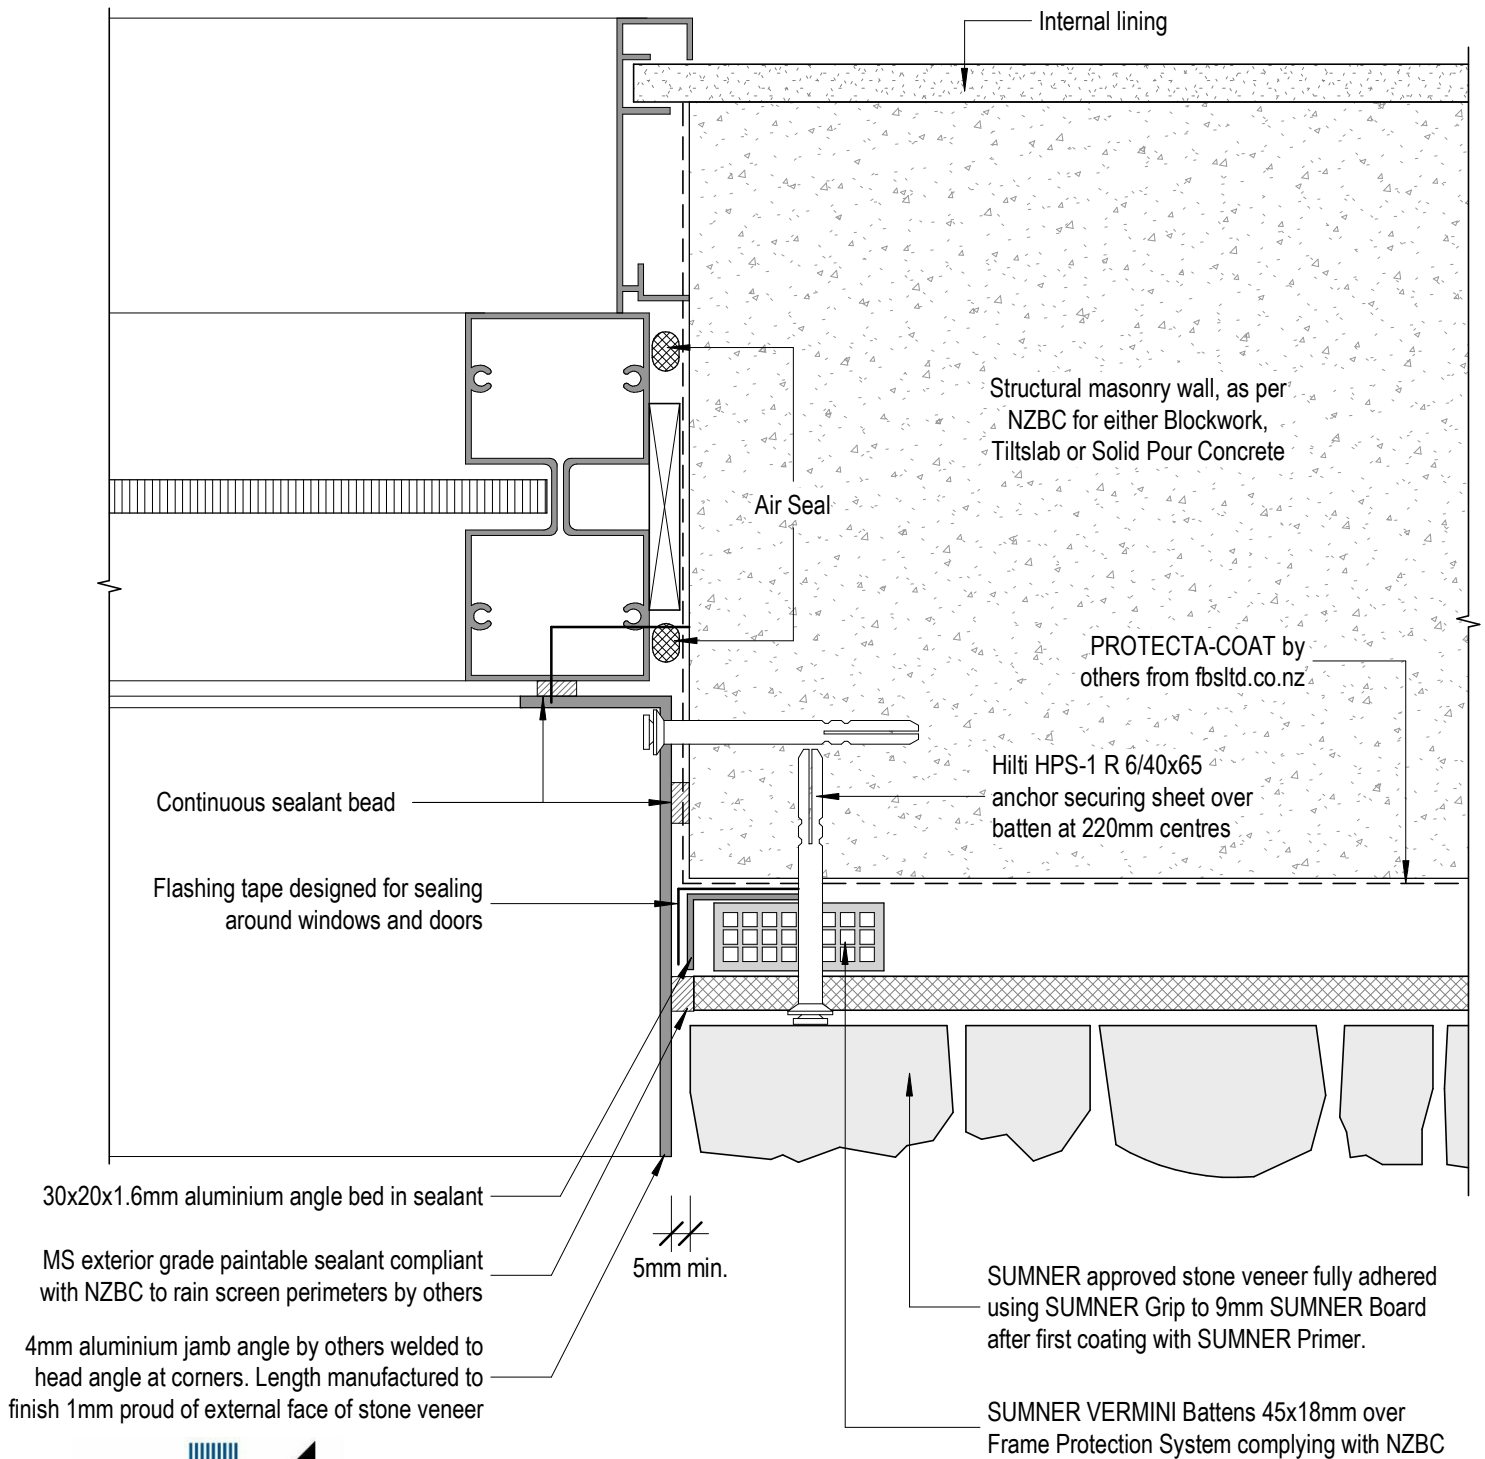 Internal lining
Structural masonry wall, as per
NZBC for either Blockwork,
Tiltslab or Solid Pour Concrete
Air Seal
PROTECTA-COAT by
others from fbsltd.co.nz
Hilti HPS-1 R 6/40x65
anchor securing sheet over
batten at 220mm centres
Continuous sealant bead
Flashing tape designed for sealing
around windows and doors
30x20x1.6mm aluminium angle bed in sealant
MS exterior grade paintable sealant compliant
with NZBC to rain screen perimeters by others
4mm aluminium jamb angle by others welded to
head angle at corners. Length manufactured to
finish 1mm proud of external face of stone veneer
5mm min.
SUMNER approved stone veneer fully adhered
using SUMNER Grip to 9mm SUMNER Board
after first coating with SUMNER Primer.
SUMNER VERMINI Battens 45x18mm over
Frame Protection System complying with NZBC